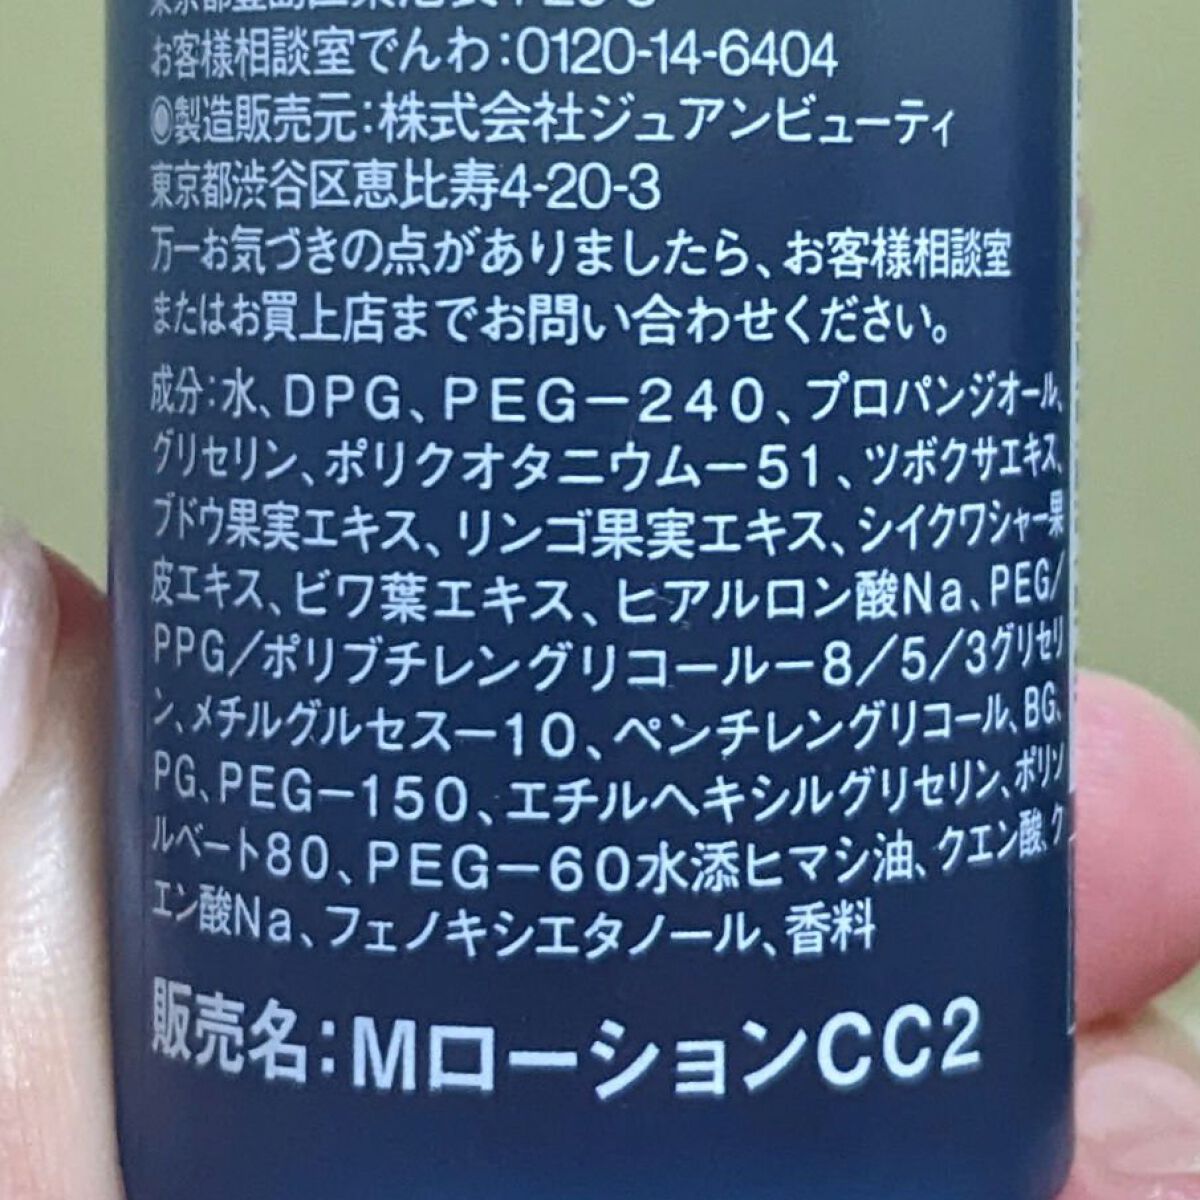 お客様相談室でんわ:0120-14-6404
◉製造販売元:株式会社ジュアンビューティ
東京都渋谷区恵比寿4-20-3
万一お気づきの点がありましたら、お客様相談室
またはお買上店までお問い合わせください。
成分:水、DPG、PEG-240、プロパンジオール、
グリセリン、ポリクオタニウム-51、ツボクサエキス、
ブドウ果実エキス、リンゴ果実エキス、シイクワシャー果
皮エキス、ビワ葉エキス、ヒアルロン酸Na、PEG/
PPG/ポリブチレングリコール-8/5/3グリセリ
ン、メチルグルセス-10、ペンチレングリコール、BG、
PG、PEG-150、エチルヘキシルグリセリン、ポリソ
ルベート80、PEG-60水添ヒマシ油、クエン酸、ク
エン酸Na、フェノキシエタノール、香料
販売名:MローションCC2